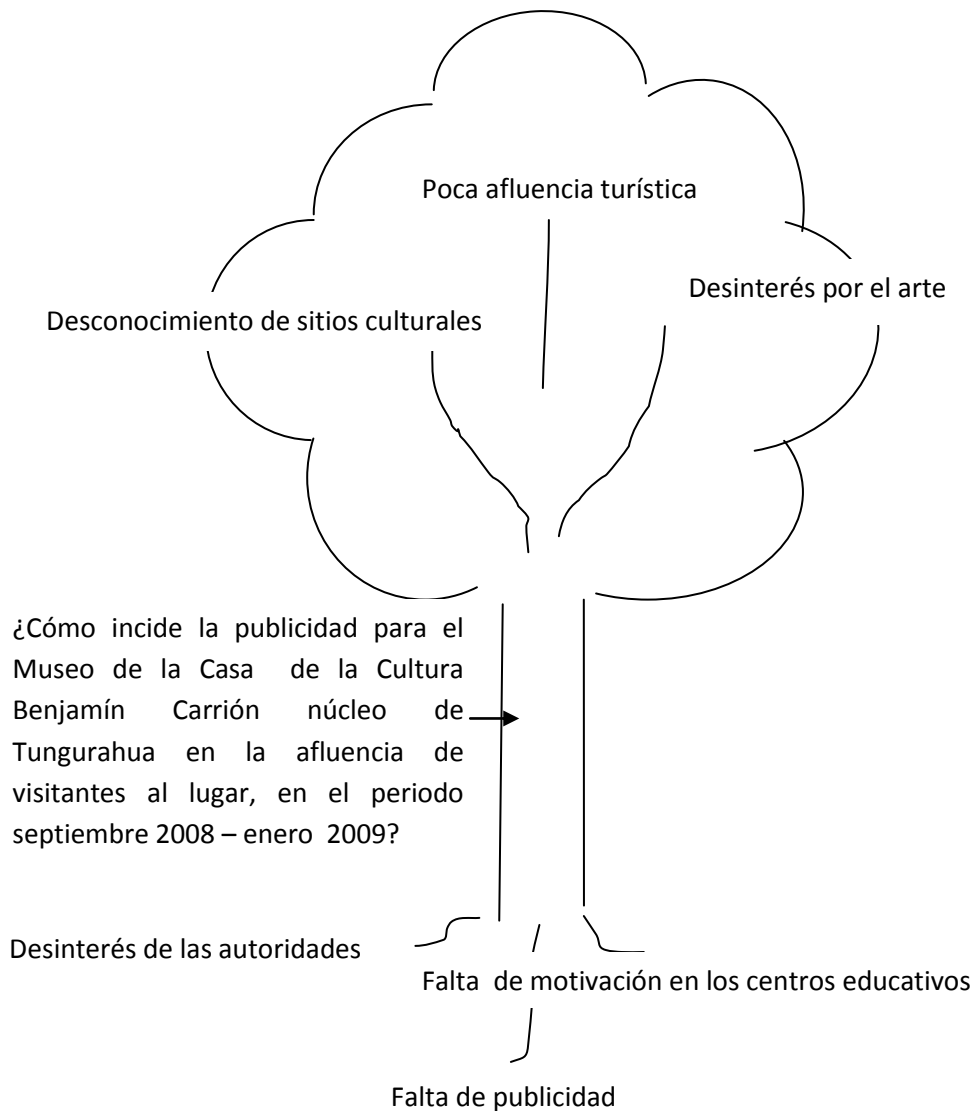 Poca afluencia turística
Desinterés por el arte
Desconocimiento de sitios culturales
¿Cómo incide la publicidad para el
Museo de la Casa de la Cultura
Benjamín Carrión núcleo de
Tungurahua en la afluencia de
visitantes al lugar, en el periodo
septiembre 2008 – enero 2009?
Desinterés de las autoridades
Falta de motivación en los centros educativos
Falta de publicidad